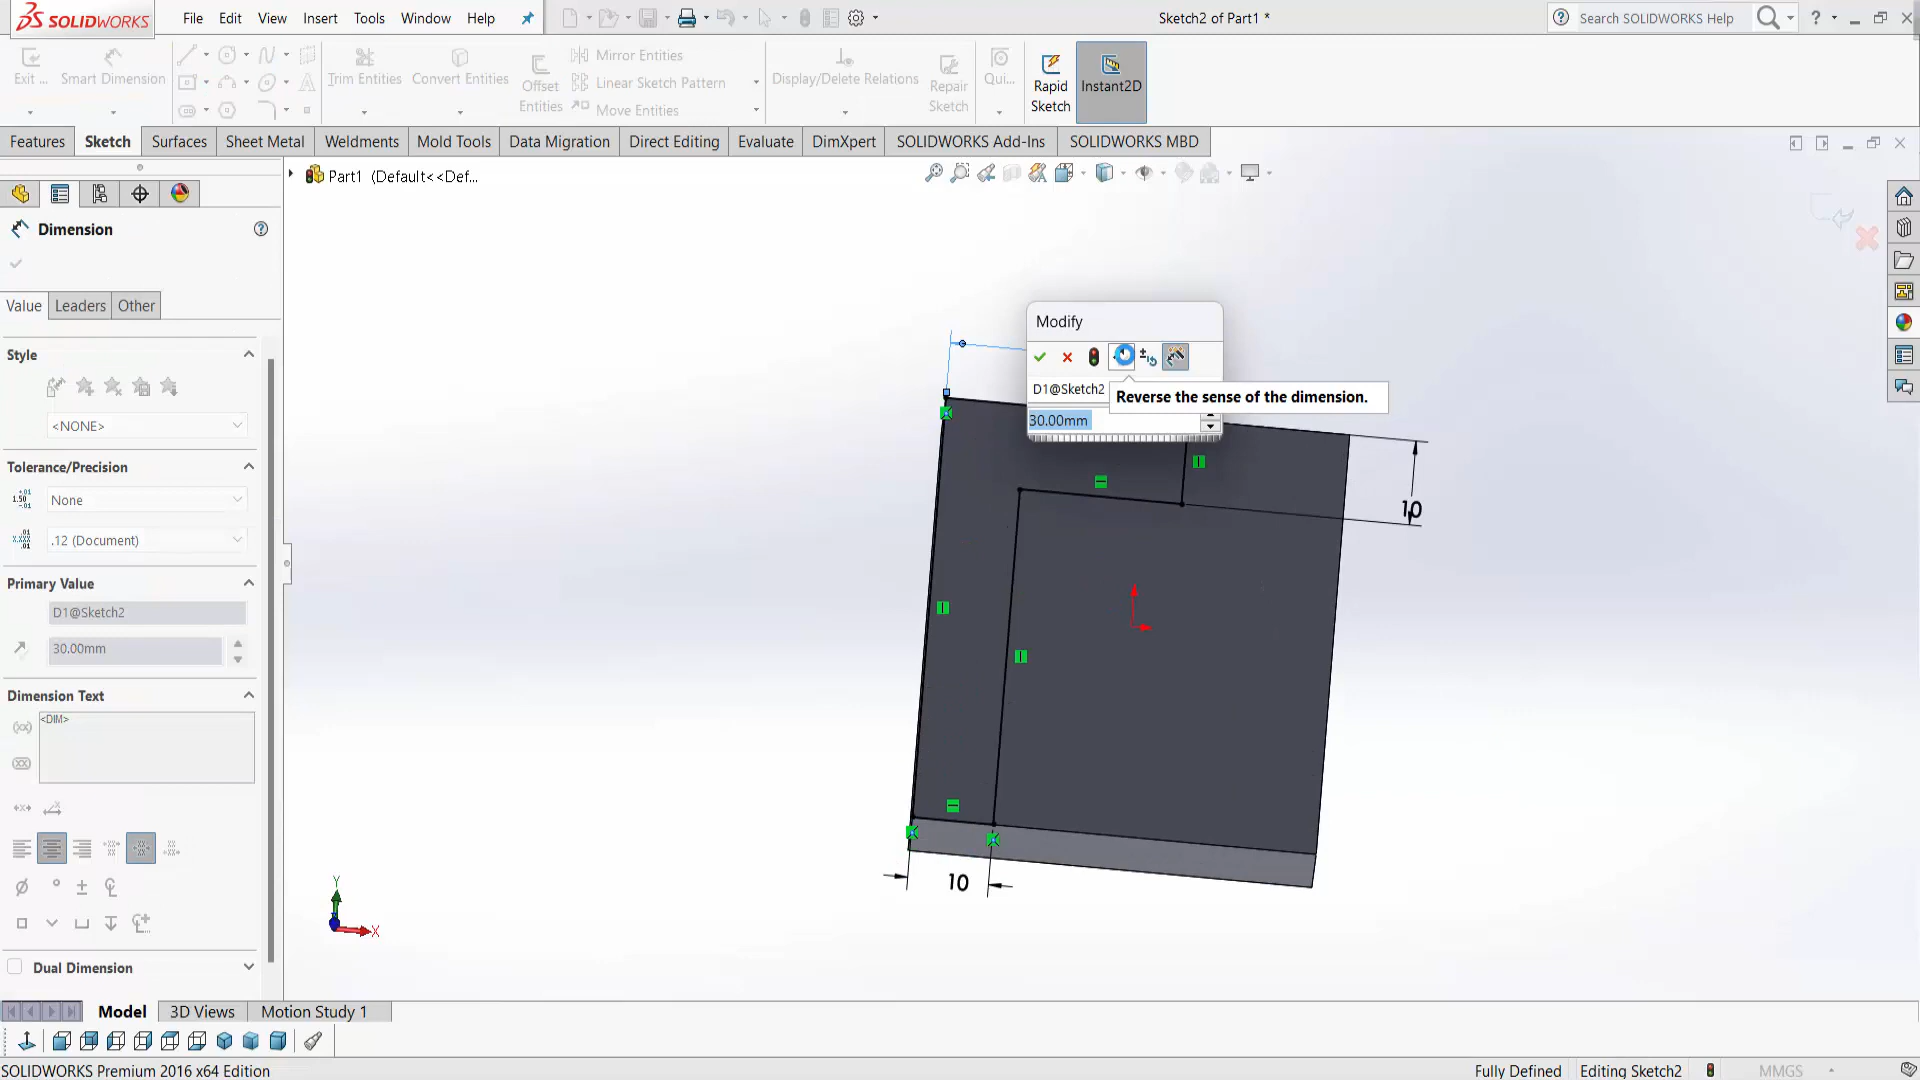 SOLIDWORKS
File Edit View Insert Tools Window Help
Sketch2 of Part1 *
Search SOLIDWORKS Help
Exit ...
Smart Dimension
Trim Entities
Convert Entities
Offset Entities
Mirror Entities
Linear Sketch Pattern
Move Entities
Display/Delete Relations
Repair Sketch
Qui...
Rapid Sketch
Instant2D
Features Sketch Surfaces Sheet Metal Weldments Mold Tools Data Migration Direct Editing Evaluate DimXpert SOLIDWORKS Add-Ins SOLIDWORKS MBD
Part1 (Default<<Def...
Dimension
Value Leaders Other
Style
<NONE>
Tolerance/Precision
None
.12 (Document)
Primary Value
D1@Sketch2
30.00mm
Dimension Text
<DIM>
Dual Dimension
Modify
D1@Sketch2
Reverse the sense of the dimension.
30.00mm
10
10
Y
X
Model 3D Views Motion Study 1
SOLIDWORKS Premium 2016 x64 Edition
Fully Defined Editing Sketch2 MMGS